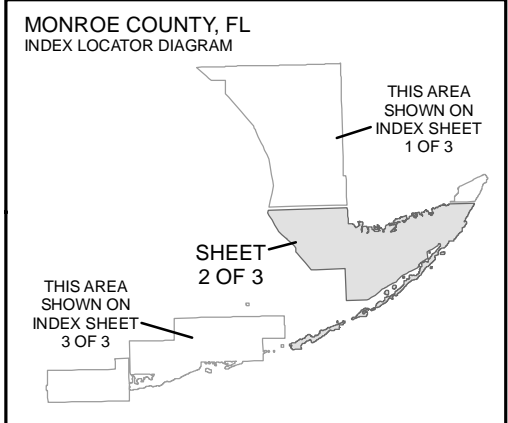 MONROE COUNTY, FL
INDEX LOCATOR DIAGRAM
THIS AREA
SHOWN ON
INDEX SHEET
1 OF 3
SHEET
2 OF 3
THIS AREA
SHOWN ON
INDEX SHEET
3 OF 3